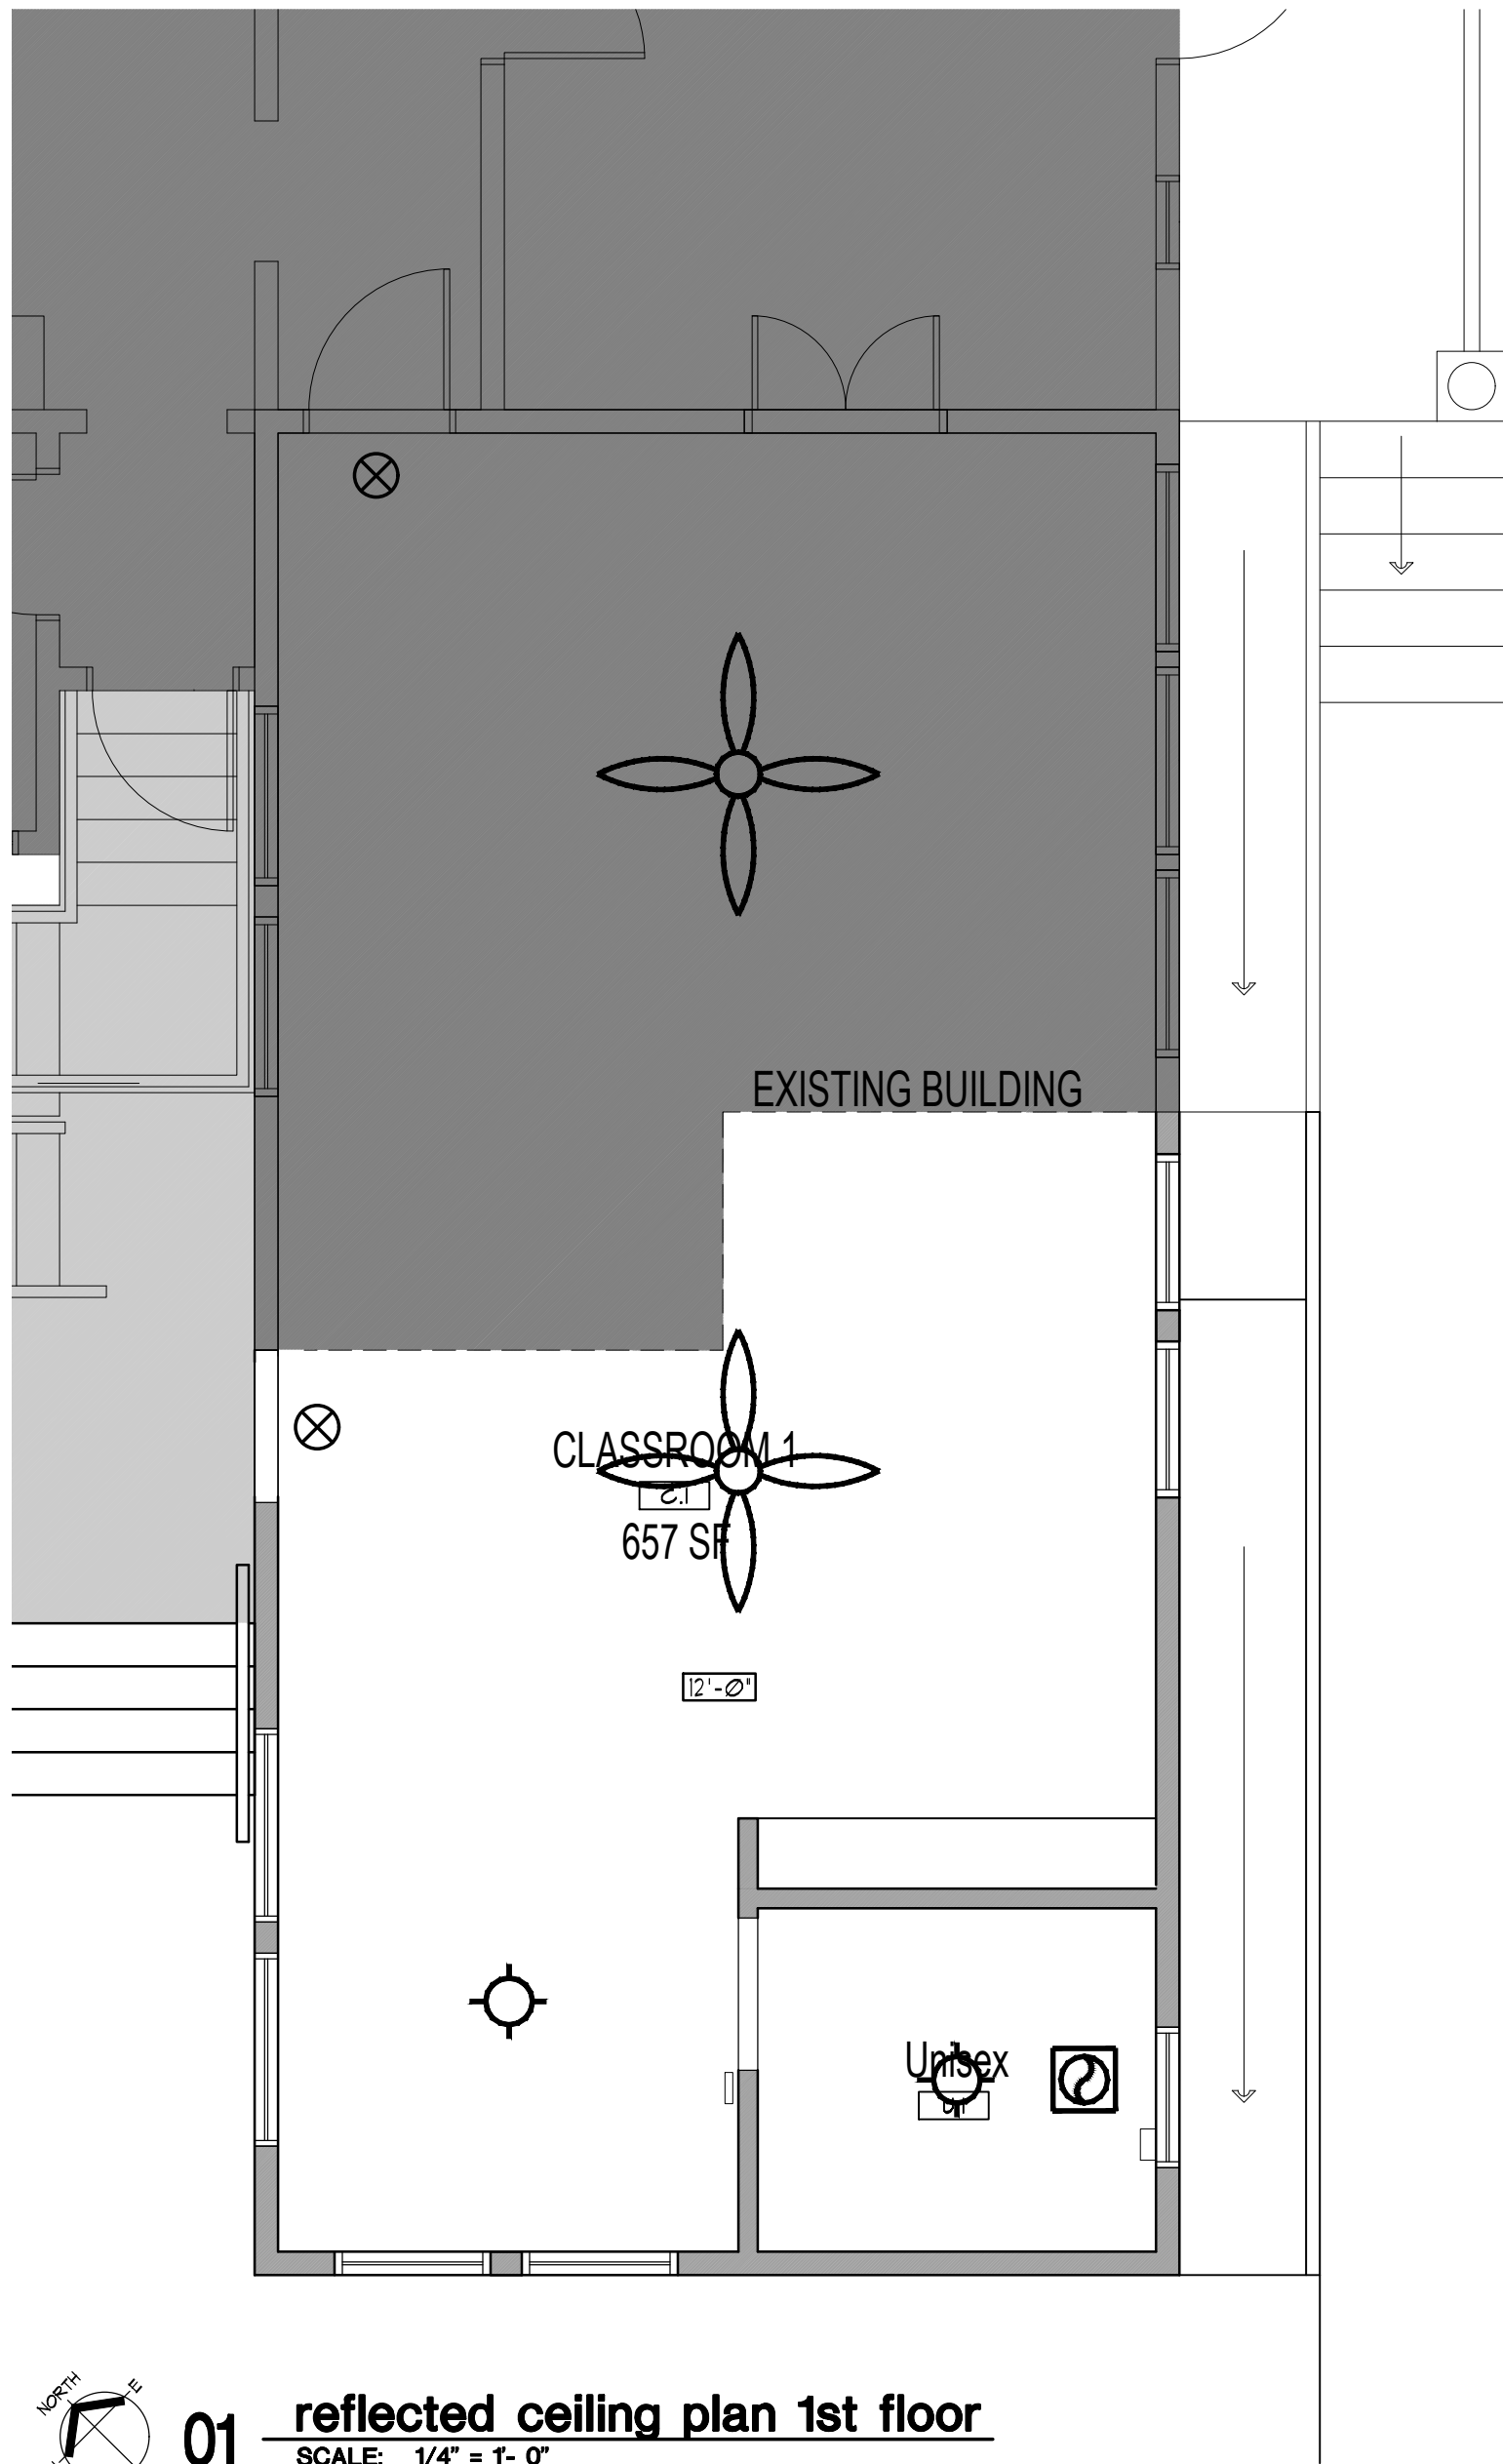 EXISTING BUILDING
CLASSROOM 1
657 SF
12'-Ø"
Unisex
NORTH
E
01
reflected ceiling plan 1st floor
SCALE: 1/4" = 1'- 0"